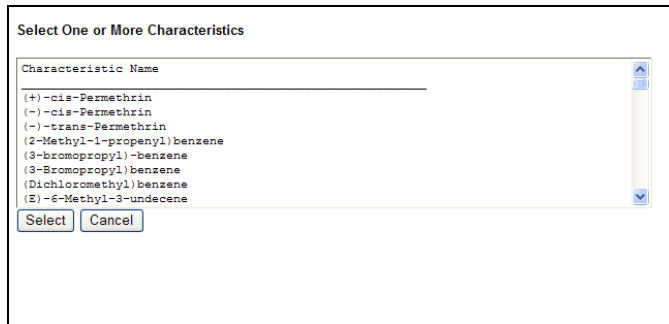 Select One or More Characteristics
Characteristic Name
(+)-cis-Permethrin
(-)-cis-Permethrin
(-)-trans-Permethrin
(2-Methyl-1-propenyl)benzene
(3-bromopropyl)-benzene
(3-Bromopropyl)benzene
(Dichloromethyl)benzene
(E)-6-Methyl-3-undecene
Select Cancel